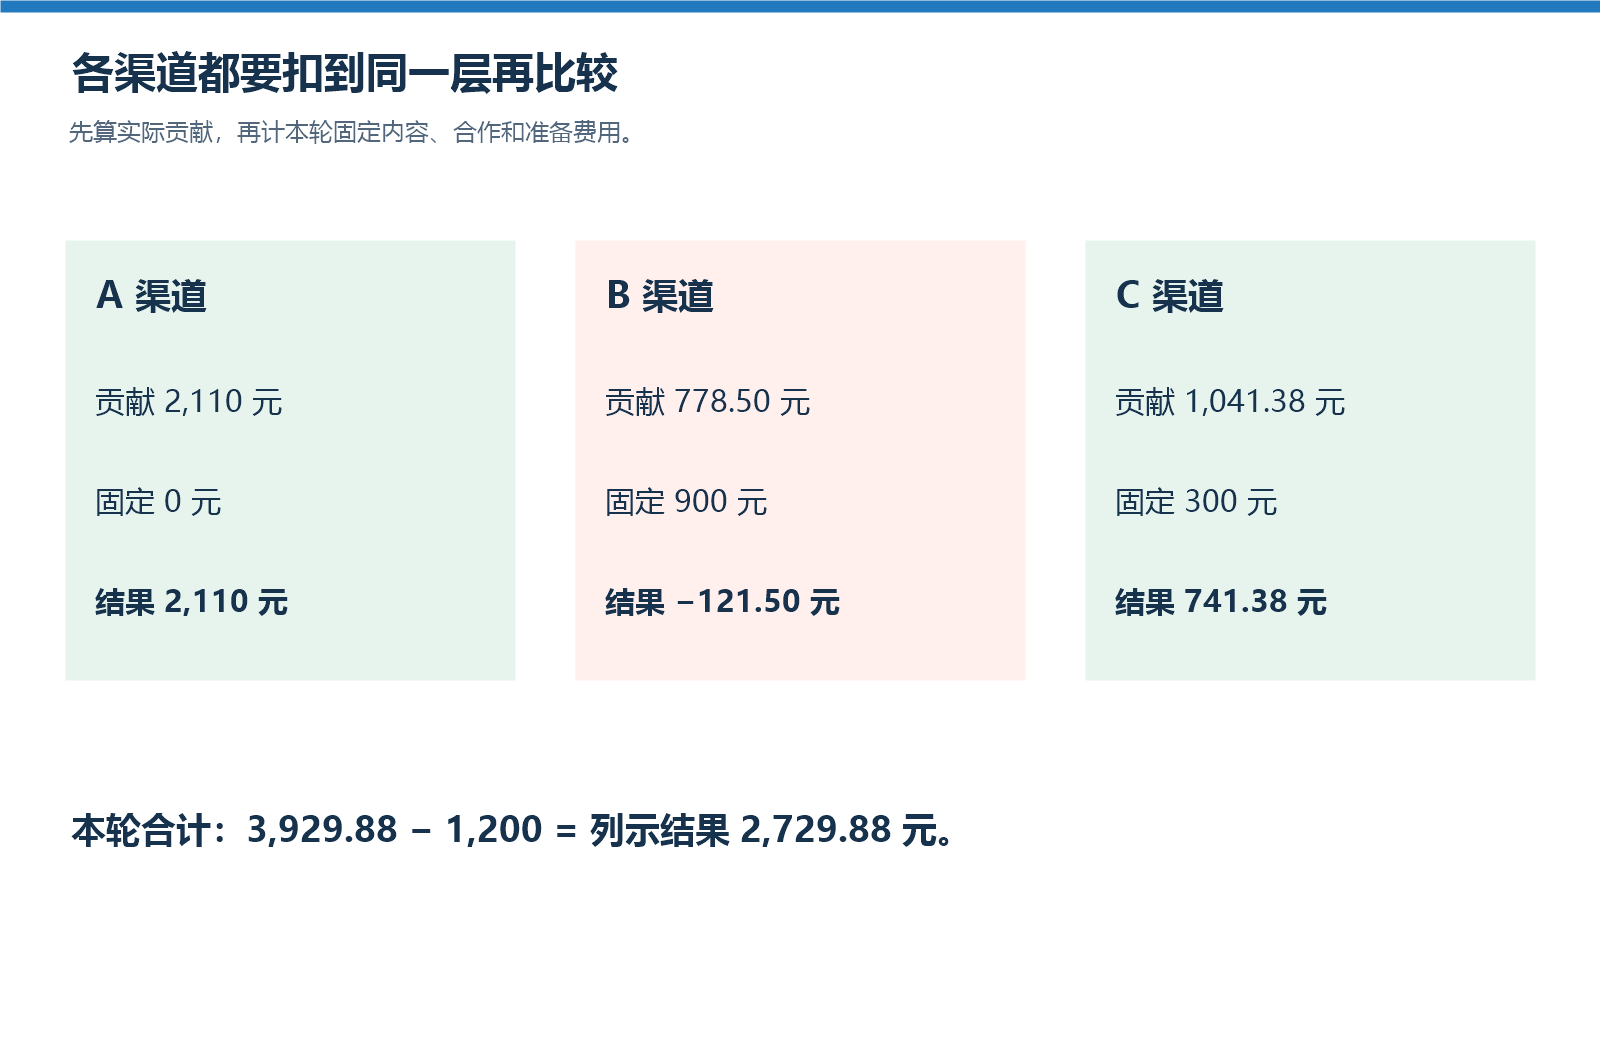 各渠道都要扣到同一层再比较
先算实际贡献，再计本轮固定内容、合作和准备费用。
A 渠道
贡献 2,110 元
固定 0 元
结果 2,110 元
B 渠道
贡献 778.50 元
固定 900 元
结果 −121.50 元
C 渠道
贡献 1,041.38 元
固定 300 元
结果 741.38 元
本轮合计：3,929.88 − 1,200 = 列示结果 2,729.88 元。